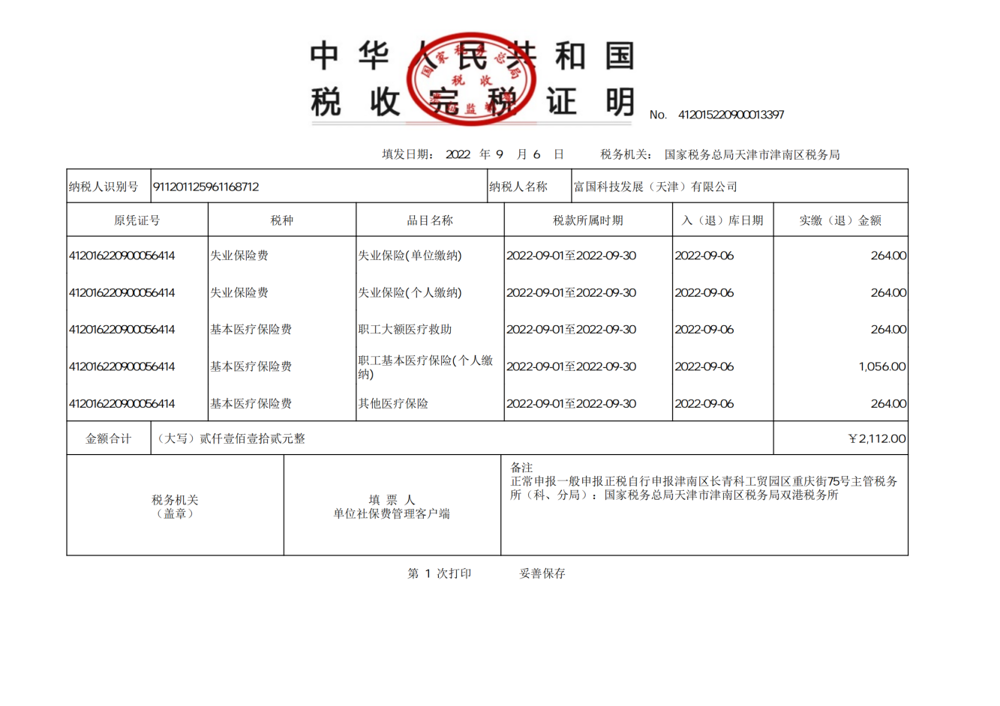 中华人民共和国
国家税务总局
税收
税收完税证明
监制
No. 412015220900013397
填发日期： 2022 年 9 月 6 日 税务机关： 国家税务总局天津市津南区税务局
纳税人识别号 911201125961168712 纳税人名称 富国科技发展（天津）有限公司
原凭证号 税种 品目名称 税款所属时期 入（退）库日期 实缴（退）金额
412016220900056414 失业保险费 失业保险(单位缴纳) 2022-09-01至2022-09-30 2022-09-06 264.00
412016220900056414 失业保险费 失业保险(个人缴纳) 2022-09-01至2022-09-30 2022-09-06 264.00
412016220900056414 基本医疗保险费 职工大额医疗救助 2022-09-01至2022-09-30 2022-09-06 264.00
412016220900056414 基本医疗保险费 职工基本医疗保险(个人缴
纳) 2022-09-01至2022-09-30 2022-09-06 1,056.00
412016220900056414 基本医疗保险费 其他医疗保险 2022-09-01至2022-09-30 2022-09-06 264.00
金额合计 （大写）贰仟壹佰壹拾贰元整 ￥2,112.00
税务机关
（盖章）
填 票 人
单位社保费管理客户端
备注
正常申报一般申报正税自行申报津南区长青科工贸园区重庆街75号主管税务
所（科、分局）：国家税务总局天津市津南区税务局双港税务所
第 1 次打印 妥善保存